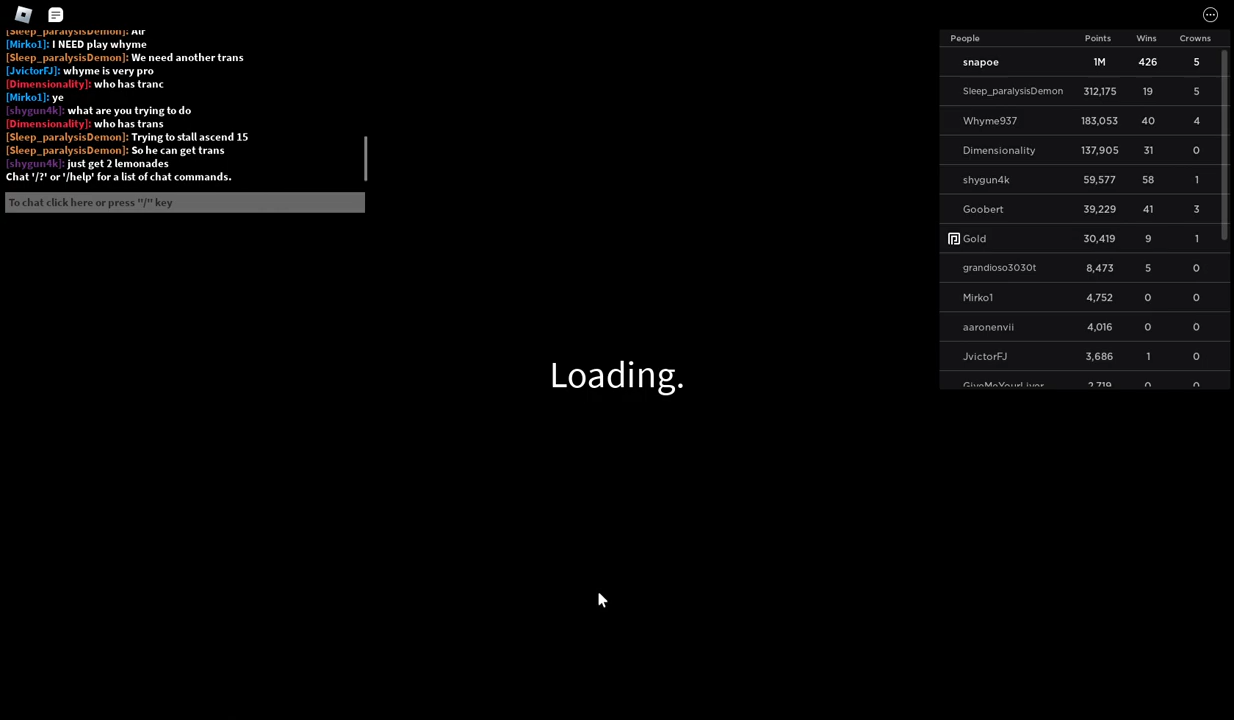 [Sleep_paralysisDemon]: Air
[Mirko1]: I NEED play whyme
[Sleep_paralysisDemon]: We need another trans
[JvictorFJ]: whyme is very pro
[Dimensionality]: who has tranc
[Mirko1]: ye
[shygun4k]: what are you trying to do
[Dimensionality]: who has trans
[Sleep_paralysisDemon]: Trying to stall ascend 15
[Sleep_paralysisDemon]: So he can get trans
[shygun4k]: just get 2 lemonades
Chat '/?' or '/help' for a list of chat commands.
To chat click here or press "/" key
Loading.
People Points Wins Crowns
snapoe 1M 426 5
Sleep_paralysisDemon 312,175 19 5
Whyme937 183,053 40 4
Dimensionality 137,905 31 0
shygun4k 59,577 58 1
Goobert 39,229 41 3
Gold 30,419 9 1
grandioso3030t 8,473 5 0
Mirko1 4,752 0 0
aaronenvii 4,016 0 0
JvictorFJ 3,686 1 0
GiveMeYourLiver 2,719 0 0